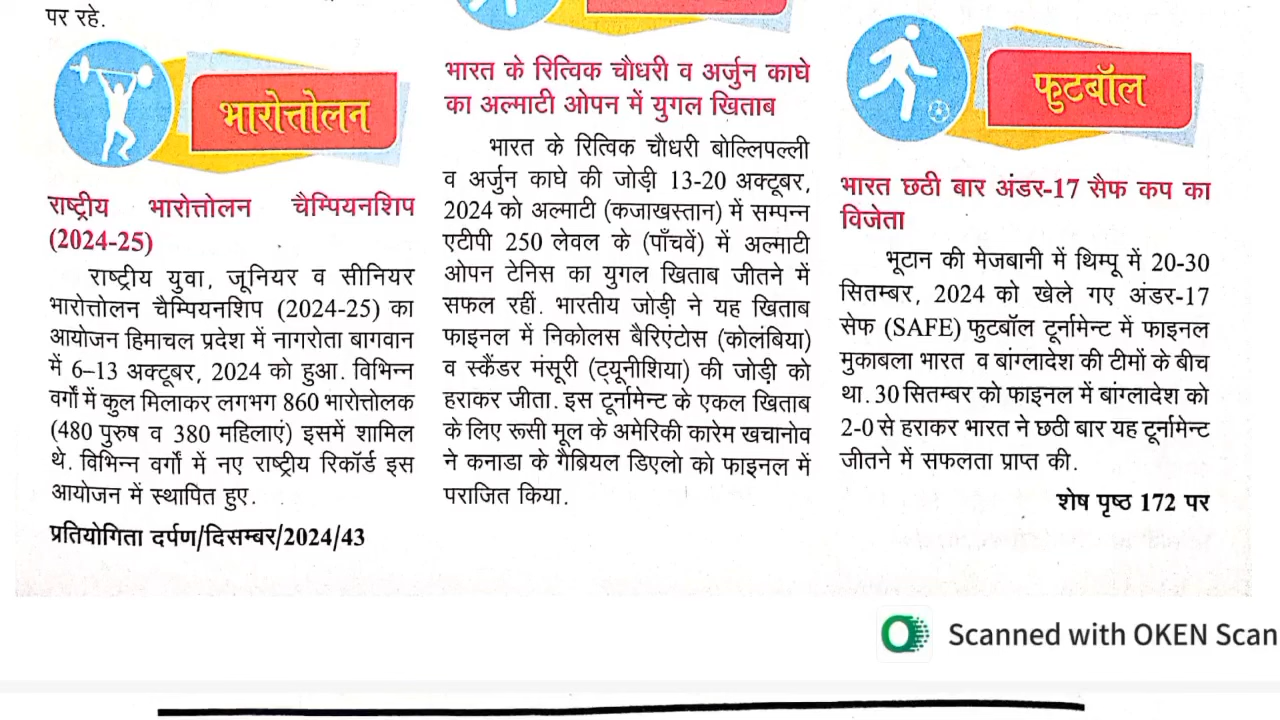 पर रहे.
भारोत्तोलन
राष्ट्रीय भारोत्तोलन चैम्पियनशिप
(2024-25)
राष्ट्रीय युवा, जूनियर व सीनियर
भारोत्तोलन चैम्पियनशिप (2024-25) का
आयोजन हिमाचल प्रदेश में नागरोता बागवान
में 6–13 अक्टूबर, 2024 को हुआ. विभिन्न
वर्गों में कुल मिलाकर लगभग 860 भारोत्तोलक
(480 पुरुष व 380 महिलाएं) इसमें शामिल
थे. विभिन्न वर्गों में नए राष्ट्रीय रिकॉर्ड इस
आयोजन में स्थापित हुए.
प्रतियोगिता दर्पण/दिसम्बर/2024/43
भारत के रित्विक चौधरी व अर्जुन काघे
का अल्माटी ओपन में युगल खिताब
भारत के रित्विक चौधरी बोल्लिपल्ली
व अर्जुन काघे की जोड़ी 13-20 अक्टूबर,
2024 को अल्माटी (कजाखस्तान) में सम्पन्न
एटीपी 250 लेवल के (पाँचवें) में अल्माटी
ओपन टेनिस का युगल खिताब जीतने में
सफल रहीं. भारतीय जोड़ी ने यह खिताब
फाइनल में निकोलस बैरिएंटोस (कोलंबिया)
व स्कैंडर मंसूरी (ट्यूनीशिया) की जोड़ी को
हराकर जीता. इस टूर्नामेन्ट के एकल खिताब
के लिए रूसी मूल के अमेरिकी कारेम खचानोव
ने कनाडा के गैब्रियल डिएलो को फाइनल में
पराजित किया.
फुटबॉल
भारत छठी बार अंडर-17 सैफ कप का
विजेता
भूटान की मेजबानी में थिम्पू में 20-30
सितम्बर, 2024 को खेले गए अंडर-17
सेफ (SAFE) फुटबॉल टूर्नामेन्ट में फाइनल
मुकाबला भारत व बांग्लादेश की टीमों के बीच
था. 30 सितम्बर को फाइनल में बांग्लादेश को
2-0 से हराकर भारत ने छठी बार यह टूर्नामेन्ट
जीतने में सफलता प्राप्त की.
शेष पृष्ठ 172 पर
Scanned with OKEN Scan